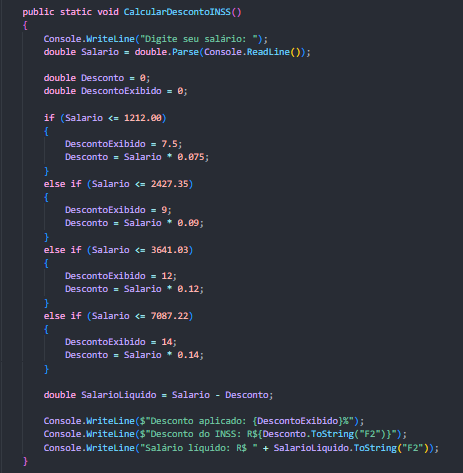 public static void CalcularDescontoINSS()
{
    Console.WriteLine("Digite seu salário: ");
    double Salario = double.Parse(Console.ReadLine());

    double Desconto = 0;
    double DescontoExibido = 0;

    if (Salario <= 1212.00)
    {
        DescontoExibido = 7.5;
        Desconto = Salario * 0.075;
    }
    else if (Salario <= 2427.35)
    {
        DescontoExibido = 9;
        Desconto = Salario * 0.09;
    }
    else if (Salario <= 3641.03)
    {
        DescontoExibido = 12;
        Desconto = Salario * 0.12;
    }
    else if (Salario <= 7087.22)
    {
        DescontoExibido = 14;
        Desconto = Salario * 0.14;
    }

    double SalarioLiquido = Salario - Desconto;

    Console.WriteLine($"Desconto aplicado: {DescontoExibido}%");
    Console.WriteLine($"Desconto do INSS: R${Desconto.ToString("F2")}");
    Console.WriteLine("Salário líquido: R$ " + SalarioLiquido.ToString("F2"));
}